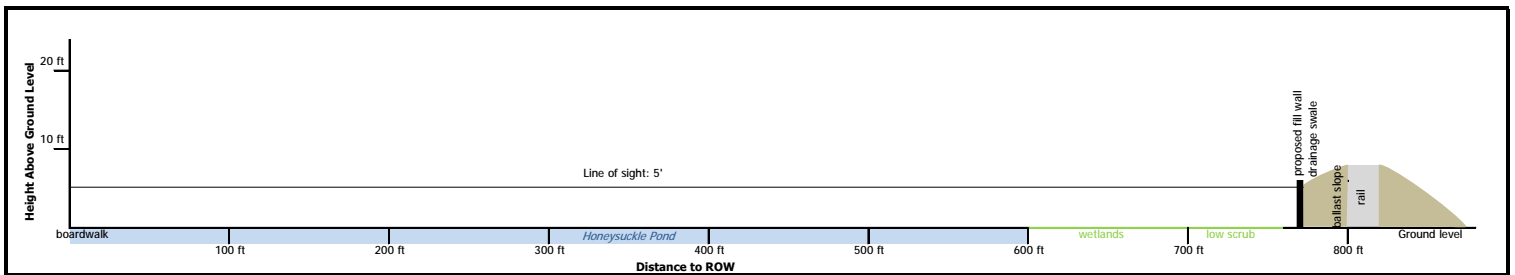 Height Above Ground Level
20 ft
10 ft
Line of sight: 5'
proposed fill wall
drainage swale
ballast slope
rail
boardwalk
Honeysuckle Pond
wetlands
low scrub
Ground level
100 ft
200 ft
300 ft
400 ft
500 ft
600 ft
700 ft
800 ft
Distance to ROW